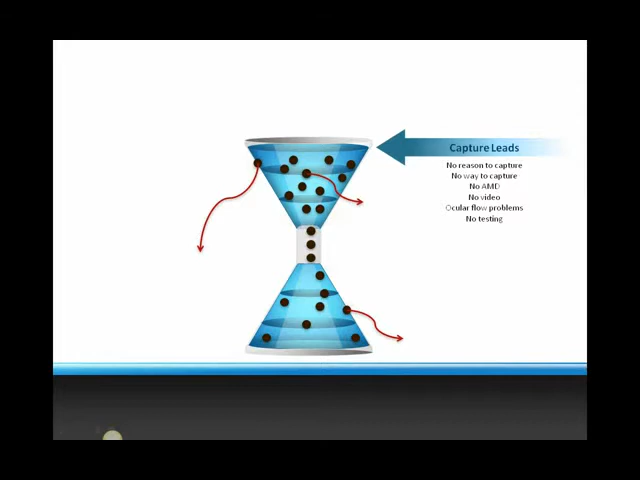 Capture Leads
No reason to capture
No way to capture
No AMD
No video
Ocular flow problems
No testing